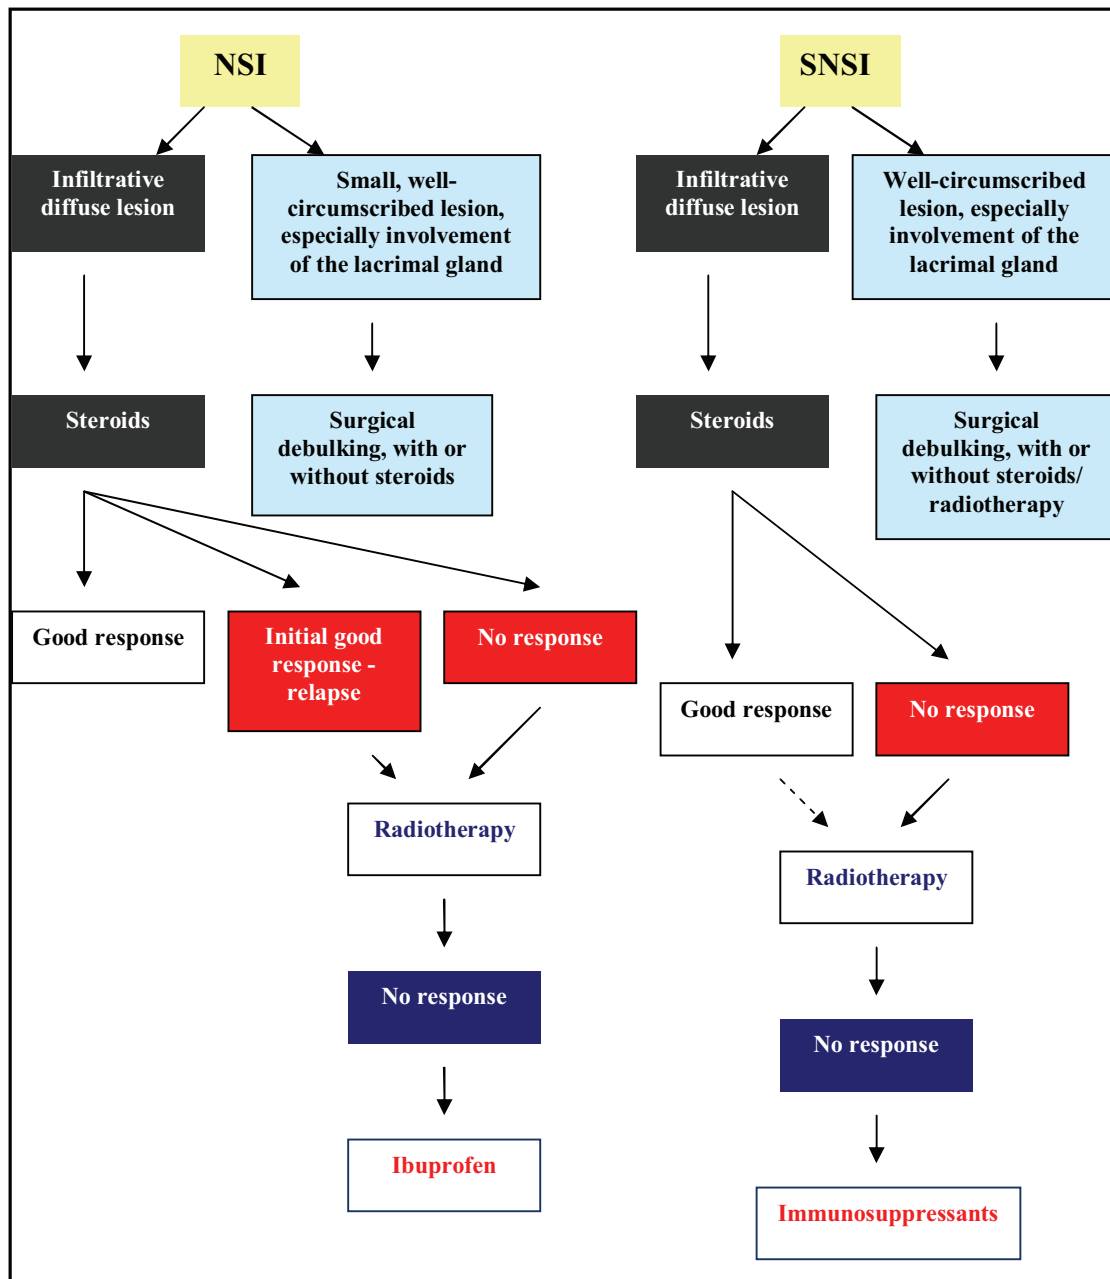 NSI
Infiltrative
diffuse lesion
Small, well-
circumscribed lesion,
especially involvement
of the lacrimal gland
Steroids
Surgical
debulking, with or
without steroids
Good response
Initial good
response -
relapse
No response
Radiotherapy
No response
Ibuprofen
SNSI
Infiltrative
diffuse lesion
Well-circumscribed
lesion, especially
involvement of the
lacrimal gland
Steroids
Surgical
debulking, with or
without steroids/
radiotherapy
Good response
No response
Radiotherapy
No response
Immunosuppressants